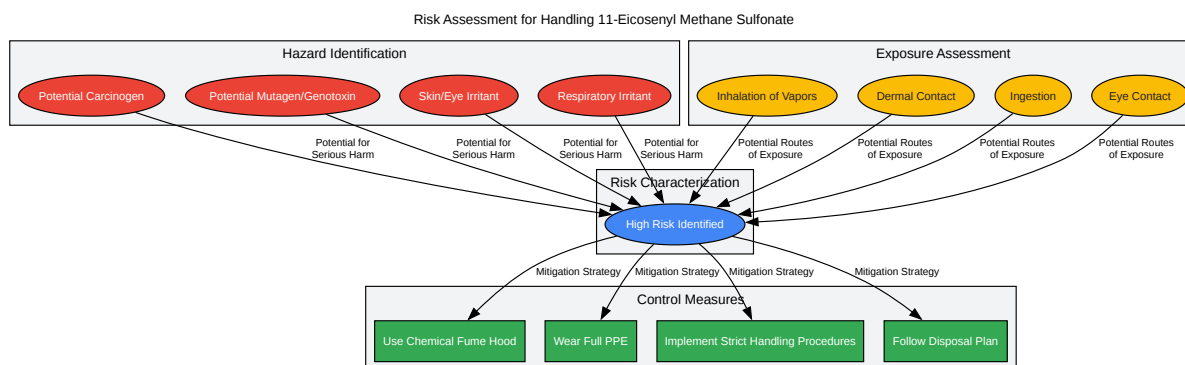 Risk Assessment for Handling 11-Eicosenyl Methane Sulfonate
Hazard Identification
Exposure Assessment
Potential Carcinogen
Potential Mutagen/Genotoxin
Skin/Eye Irritant
Respiratory Irritant
Inhalation of Vapors
Dermal Contact
Ingestion
Eye Contact
Potential for
Serious Harm
Potential for
Serious Harm
Potential for
Serious Harm
Potential for
Serious Harm
Potential Routes
of Exposure
Potential Routes
of Exposure
Potential Routes
of Exposure
Potential Routes
of Exposure
Risk Characterization
High Risk Identified
Mitigation Strategy
Mitigation Strategy
Mitigation Strategy
Mitigation Strategy
Control Measures
Use Chemical Fume Hood
Wear Full PPE
Implement Strict Handling Procedures
Follow Disposal Plan